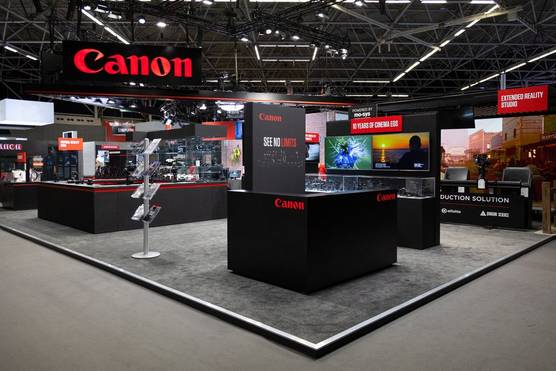 Canon
Canon
SEE NO LIMITS
Canon
Canon
POWERED BY
mo-sys
10 YEARS OF CINEMA EOS
EXTENDED REALITY
STUDIO
DUCTION SOLUTION